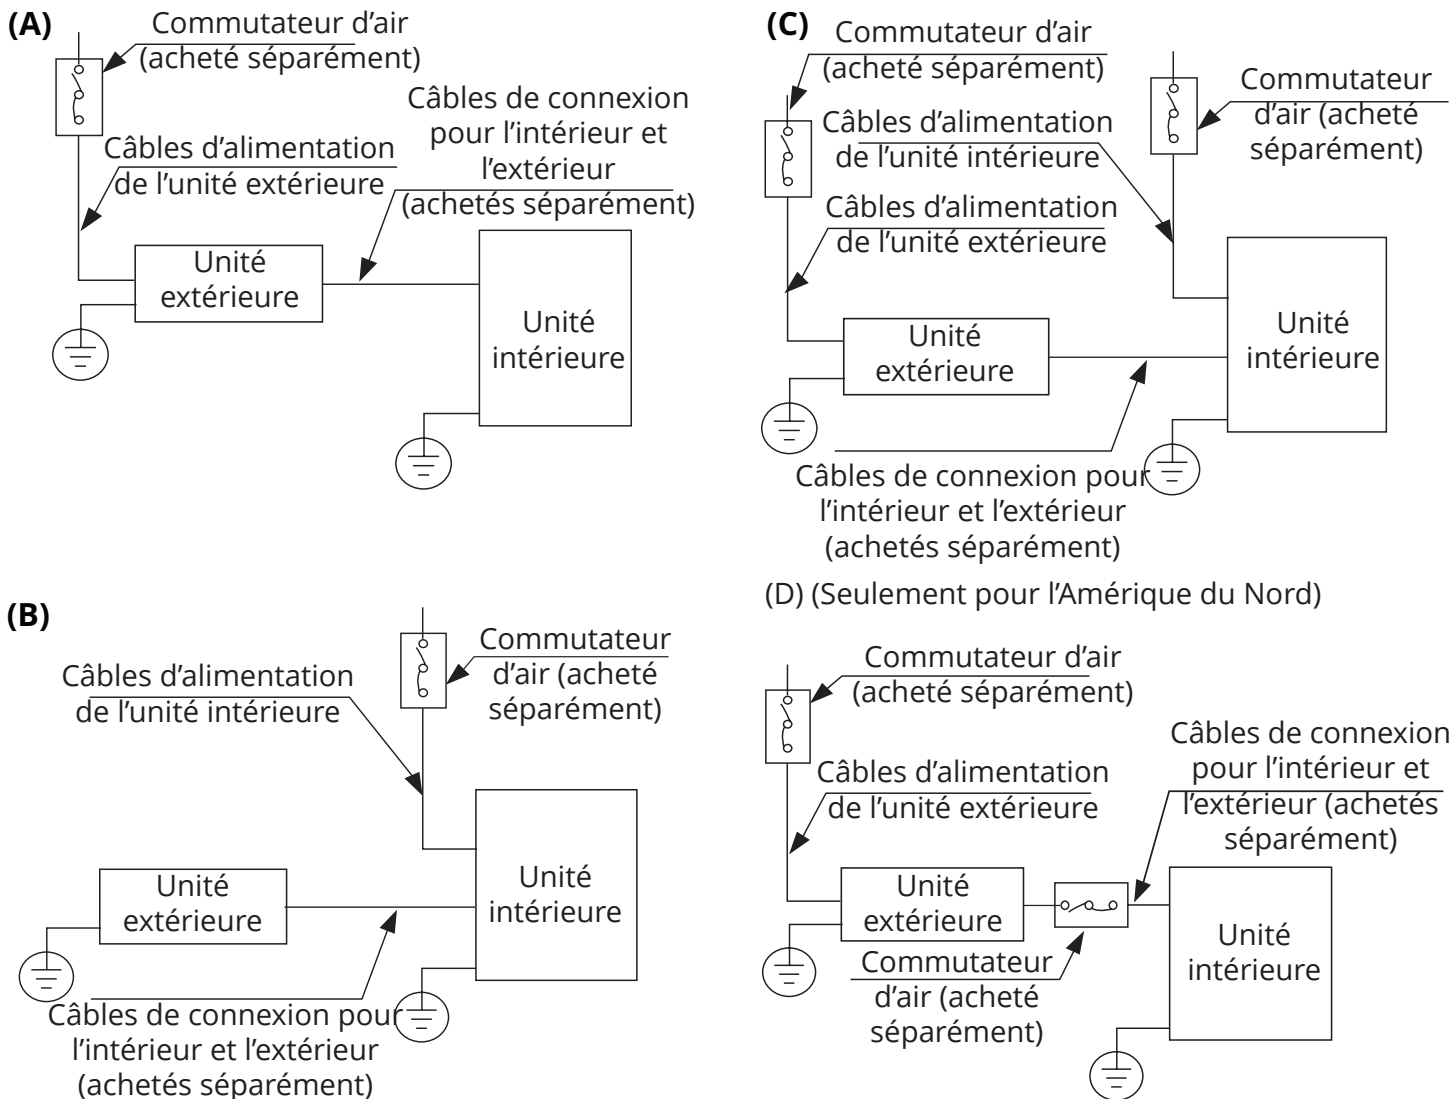 (A)
Commutateur d’air
(acheté séparément)
Câbles de connexion
pour l’intérieur et
l’extérieur
(achetés séparément)
Câbles d’alimentation
de l’unité extérieure
Unité
extérieure
Unité
intérieure
(B)
Commutateur
d’air (acheté
séparément)
Câbles d’alimentation
de l’unité intérieure
Unité
extérieure
Unité
intérieure
Câbles de connexion pour
l’intérieur et l’extérieur
(achetés séparément)
(C)
Commutateur d’air
(acheté séparément)
Commutateur
d’air (acheté
séparément)
Câbles d’alimentation
de l’unité intérieure
Câbles d’alimentation
de l’unité extérieure
Unité
extérieure
Unité
intérieure
Câbles de connexion pour
l’intérieur et l’extérieur
(achetés séparément)
(D) (Seulement pour l’Amérique du Nord)
Commutateur d’air
(acheté séparément)
Câbles de connexion
pour l’intérieur et
l’extérieur (achetés
séparément)
Câbles d’alimentation
de l’unité extérieure
Unité
extérieure
Unité
intérieure
Commutateur
d’air (acheté
séparément)